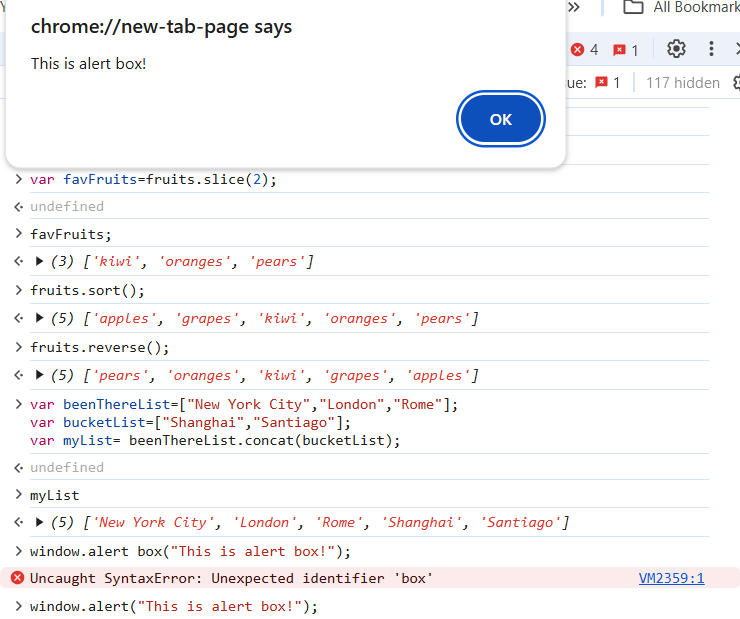 chrome://new-tab-page says
This is alert box!
OK
All Bookmark
4 1
ue: 1 117 hidden
var favFruits=fruits.slice(2);
undefined
favFruits;
(3) ['kiwi', 'oranges', 'pears']
fruits.sort();
(5) ['apples', 'grapes', 'kiwi', 'oranges', 'pears']
fruits.reverse();
(5) ['pears', 'oranges', 'kiwi', 'grapes', 'apples']
var beenThereList=["New York City","London","Rome"];
var bucketList=["Shanghai","Santiago"];
var myList= beenThereList.concat(bucketList);
undefined
myList
(5) ['New York City', 'London', 'Rome', 'Shanghai', 'Santiago']
window.alert box("This is alert box!");
Uncaught SyntaxError: Unexpected identifier 'box' VM2359:1
window.alert("This is alert box!");